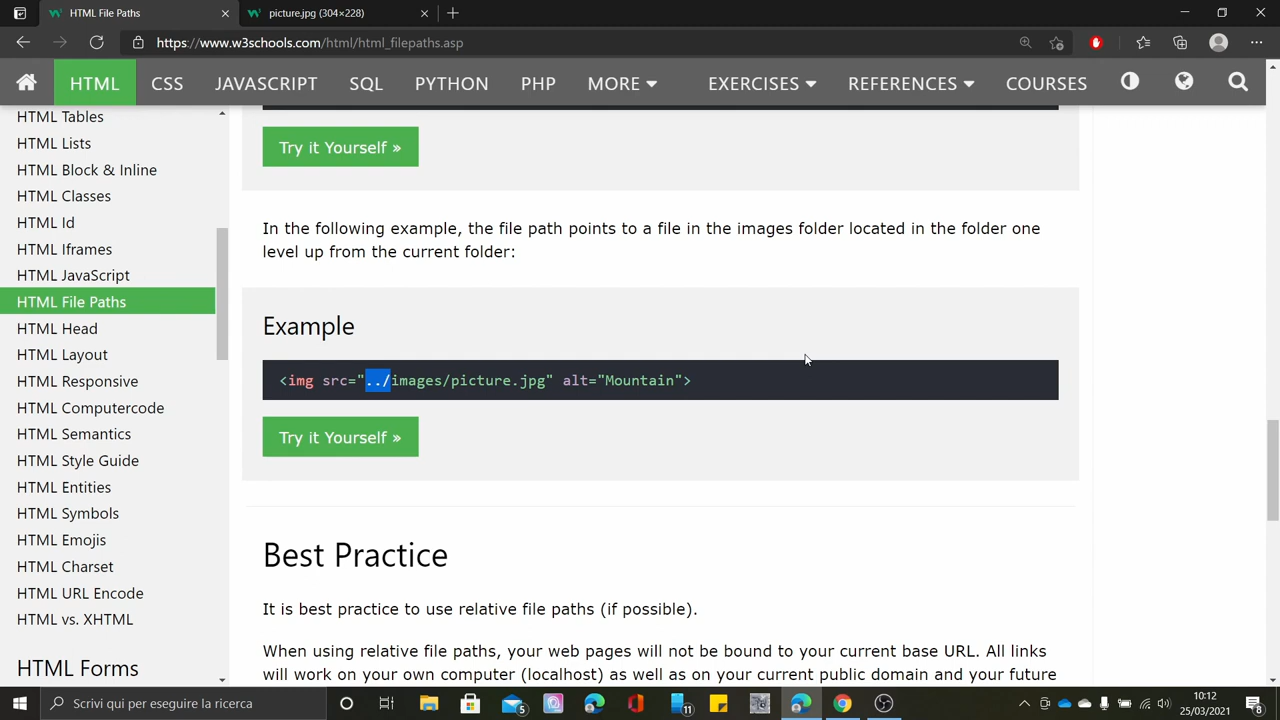 HTML File Paths
picture.jpg (304×228)
https://www.w3schools.com/html/html_filepaths.asp
HTML CSS JAVASCRIPT SQL PYTHON PHP MORE EXERCISES REFERENCES COURSES
HTML Tables
HTML Lists
HTML Block & Inline
HTML Classes
HTML Id
HTML Iframes
HTML JavaScript
HTML File Paths
HTML Head
HTML Layout
HTML Responsive
HTML Computercode
HTML Semantics
HTML Style Guide
HTML Entities
HTML Symbols
HTML Emojis
HTML Charset
HTML URL Encode
HTML vs. XHTML
HTML Forms
Try it Yourself »
In the following example, the file path points to a file in the images folder located in the folder one
level up from the current folder:
Example
<img src="../images/picture.jpg" alt="Mountain">
Try it Yourself »
Best Practice
It is best practice to use relative file paths (if possible).
When using relative file paths, your web pages will not be bound to your current base URL. All links
will work on your own computer (localhost) as well as on your current public domain and your future
Scrivi qui per eseguire la ricerca
5
11
10:12
25/03/2021
8